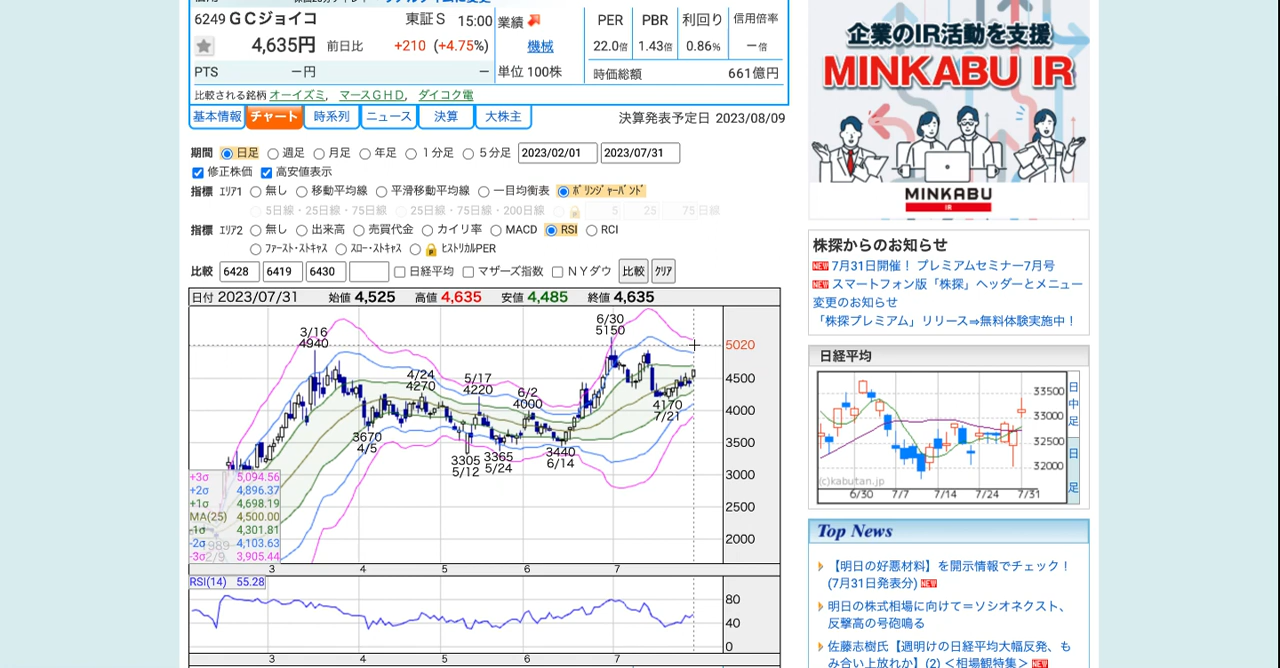 6249 ＧＣジョイコ 東証Ｓ 15:00 業績
4,635円 前日比 +210 (+4.75%) 機械
PTS －円 － 単位 100株
PER PBR 利回り 信用倍率
22.0倍 1.43倍 0.86% －倍
時価総額 661億円
比較される銘柄 オーイズミ, マースＧＨＤ, ダイコク電
基本情報 チャート 時系列 ニュース 決算 大株主 決算発表予定日 2023/08/09
期間 日足 週足 月足 年足 １分足 ５分足 2023/02/01 2023/07/31
修正株価 高安値表示
指標 ｴﾘｱ1 無し 移動平均線 平滑移動平均線 一目均衡表 ﾎﾞﾘﾝｼﾞｬｰﾊﾞﾝﾄﾞ
5日線・25日線・75日線 25日線・75日線・200日線 5 25 75 日線
指標 ｴﾘｱ2 無し 出来高 売買代金 カイリ率 MACD RSI RCI
ﾌｧｰｽﾄ･ｽﾄｷｬｽ ｽﾛｰ･ｽﾄｷｬｽ ﾋｽﾄﾘｶﾙPER
比較 6428 6419 6430 日経平均 マザーズ指数 ＮＹダウ 比較 ｸﾘｱ
日付 2023/07/31 始値 4,525 高値 4,635 安値 4,485 終値 4,635
6/30
5150
3/16
4940
5020
4/24
4270
5/17
4220
6/2
4000
4170
7/21
3670
4/5
3305
5/12
3365
5/24
3440
6/14
4500
4000
3500
3000
2500
2000
+3σ 5,094.56
+2σ 4,896.37
+1σ 4,698.19
MA(25) 4,500.00
-1σ 4,301.81
-2σ 4,103.63
-3σ 3,905.44
3 4 5 6 7
RSI(14) 55.28
80
40
0
3 4 5 6 7
企業のIR活動を支援
MINKABU IR
MINKABU
IR
株探からのお知らせ
NEW 7月31日開催！ プレミアムセミナー7月号
NEW スマートフォン版「株探」ヘッダーとメニュー
変更のお知らせ
「株探プレミアム」リリース⇒無料体験実施中！
日経平均
33500
33000
32500
32000
(c)kabutan.jp
6/30 7/7 7/14 7/24 7/31
日中足
日足
Top News
【明日の好悪材料】を開示情報でチェック！
(7月31日発表分) NEW
明日の株式相場に向けて＝ソシオネクスト、
反撃高の号砲鳴る
佐藤志樹氏【週明けの日経平均大幅反発、も
み合い上放れか】(2) ＜相場観特集＞ NEW